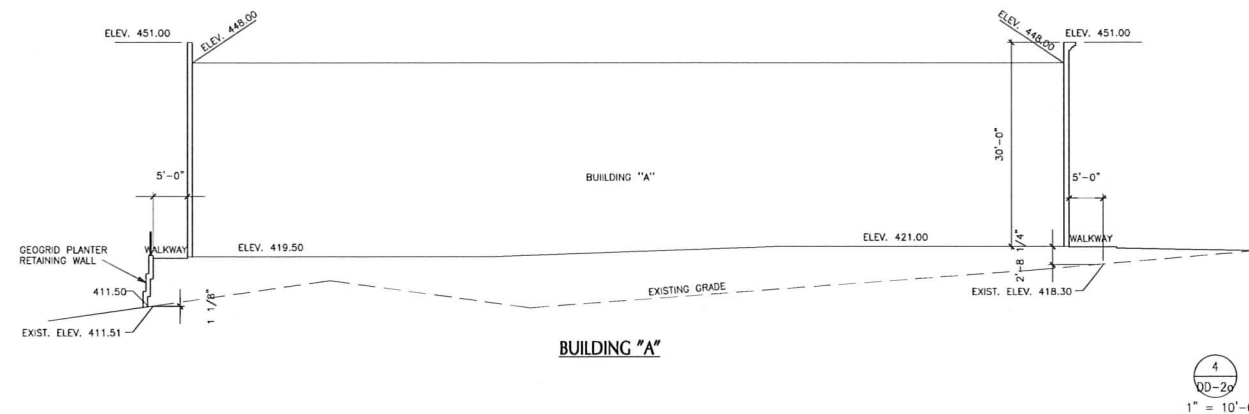 ELEV. 451.00
ELEV. 448.00
ELEV. 448.00
ELEV. 451.00
30'-0"
5'-0"
BUILDING "A"
5'-0"
GEOGRID PLANTER
RETAINING WALL
WALKWAY
ELEV. 419.50
ELEV. 421.00
WALKWAY
2'-8 1/4"
EXISTING GRADE
EXIST. ELEV. 418.30
411.50
1 1/8"
EXIST. ELEV. 411.51
BUILDING "A"
4
1" = 10'-